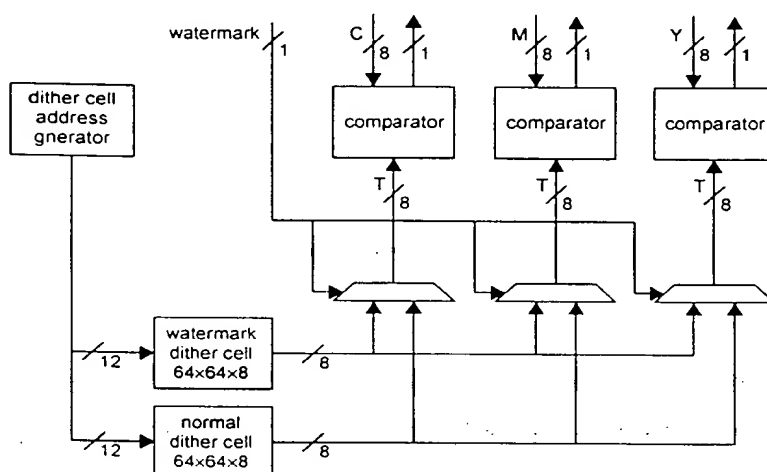 watermark 1 C 8 1 M 8 1 Y 8 1
dither cell
address
gnerator
comparator comparator comparator
T 8 T 8 T 8
watermark
dither cell
64×64×8
12 8
normal
dither cell
64×64×8
12 8